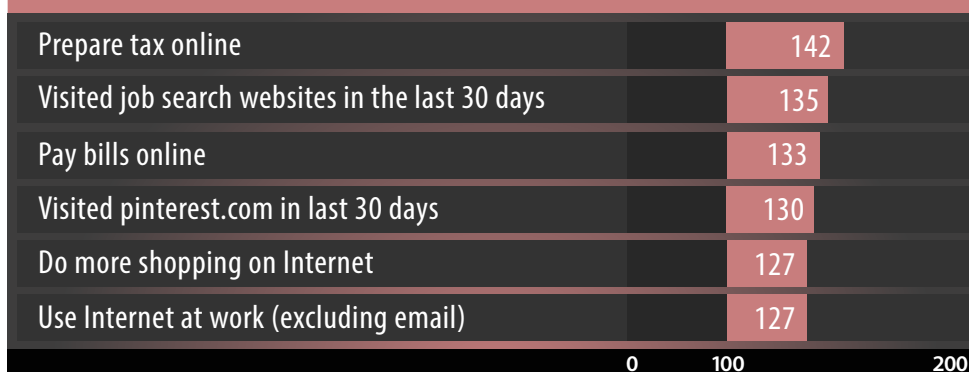 Prepare tax online 142
Visited job search websites in the last 30 days 135
Pay bills online 133
Visited pinterest.com in last 30 days 130
Do more shopping on Internet 127
Use Internet at work (excluding email) 127
0 100 200